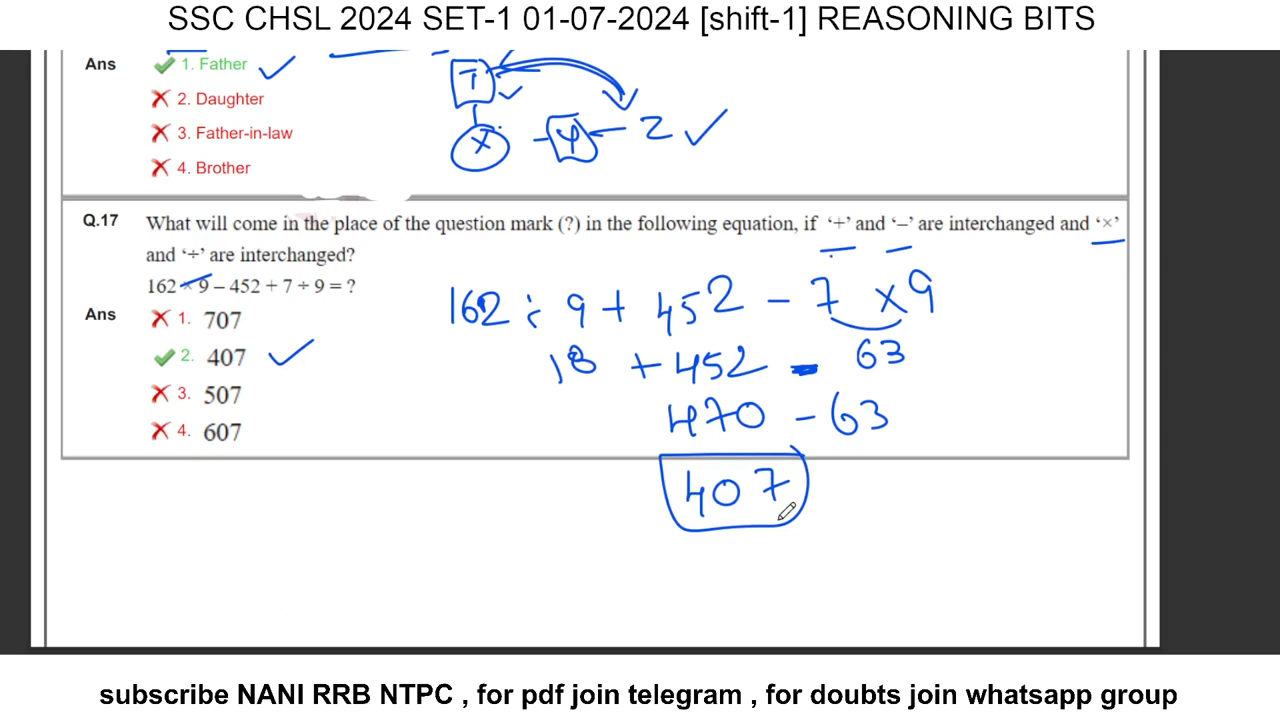 SSC CHSL 2024 SET-1 01-07-2024 [shift-1] REASONING BITS
Ans 1. Father
2. Daughter
3. Father-in-law
4. Brother
T
X - Y - 2
Q.17 What will come in the place of the question mark (?) in the following equation, if '+' and '–' are interchanged and '×'
and '÷' are interchanged?
162 × 9 – 452 + 7 ÷ 9 = ?
Ans 1. 707
2. 407
3. 507
4. 607
162 ÷ 9 + 452 - 7 × 9
18 + 452 - 63
470 - 63
407
subscribe NANI RRB NTPC , for pdf join telegram , for doubts join whatsapp group